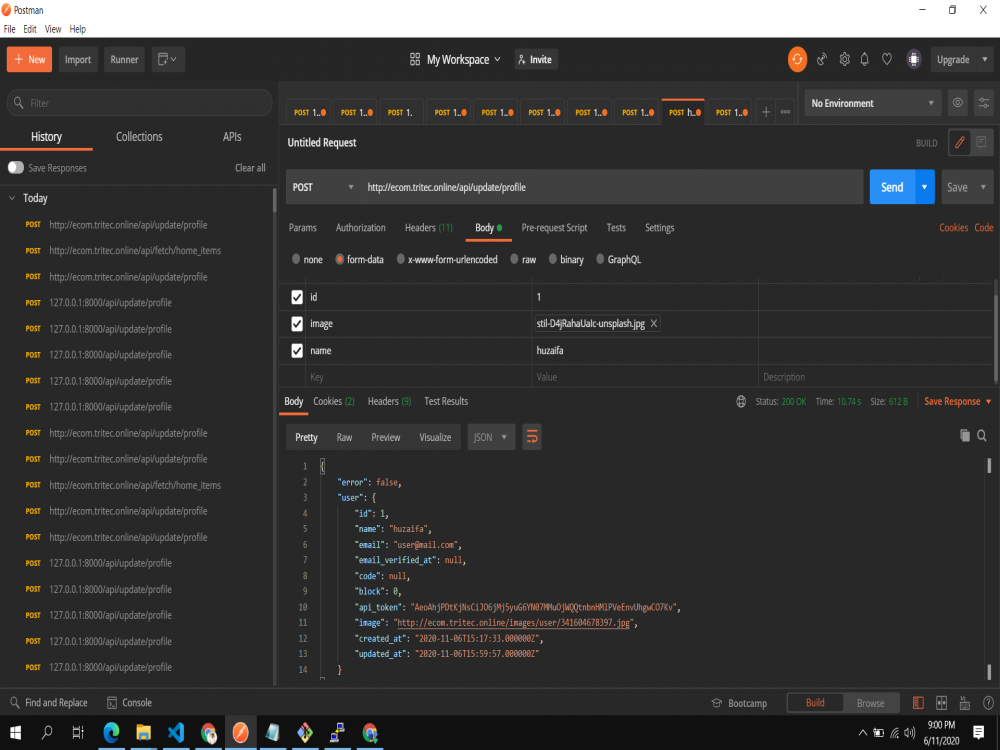 Postman
File Edit View Help
+ New Import Runner My Workspace Invite Upgrade
Filter
History Collections APIs
Save Responses Clear all
Today
POST http://ecom.tritec.online/api/update/profile
POST http://ecom.tritec.online/api/fetch/home_items
POST http://ecom.tritec.online/api/update/profile
POST 127.0.0.1:8000/api/update/profile
POST 127.0.0.1:8000/api/update/profile
POST 127.0.0.1:8000/api/update/profile
POST 127.0.0.1:8000/api/update/profile
POST 127.0.0.1:8000/api/update/profile
POST http://ecom.tritec.online/api/update/profile
POST http://ecom.tritec.online/api/update/profile
POST http://ecom.tritec.online/api/fetch/home_items
POST http://ecom.tritec.online/api/update/profile
POST http://ecom.tritec.online/api/update/profile
POST 127.0.0.1:8000/api/update/profile
POST 127.0.0.1:8000/api/update/profile
POST 127.0.0.1:8000/api/update/profile
POST 127.0.0.1:8000/api/update/profile
POST 127.0.0.1:8000/api/update/profile
POST 1.. POST 1.. POST 1. POST 1.. POST 1.. POST 1.. POST 1.. POST 1.. POST h.. POST 1.. + No Environment
Untitled Request BUILD
POST http://ecom.tritec.online/api/update/profile Send Save
Params Authorization Headers (11) Body Pre-request Script Tests Settings Cookies Code
none form-data x-www-form-urlencoded raw binary GraphQL
id 1
image stil-D4jRahaUaIc-unsplash.jpg X
name huzaifa
Key Value Description
Body Cookies (2) Headers (9) Test Results Status: 200 OK Time: 10.74 s Size: 612 B Save Response
Pretty Raw Preview Visualize JSON
1 {
2 "error": false,
3 "user": {
4 "id": 1,
5 "name": "huzaifa",
6 "email": "user@mail.com",
7 "email_verified_at": null,
8 "code": null,
9 "block": 0,
10 "api_token": "AeoAhjPDtKjNsCiJO6jMj5yuG6YN07MMuOjWQQtnbnHMlPVeEnvUhgwCO7Kv",
11 "image": "http://ecom.tritec.online/images/user/341604678397.jpg",
12 "created_at": "2020-11-06T15:17:33.000000Z",
13 "updated_at": "2020-11-06T15:59:57.000000Z"
14 }
Find and Replace Console Bootcamp Build Browse
9:00 PM
6/11/2020